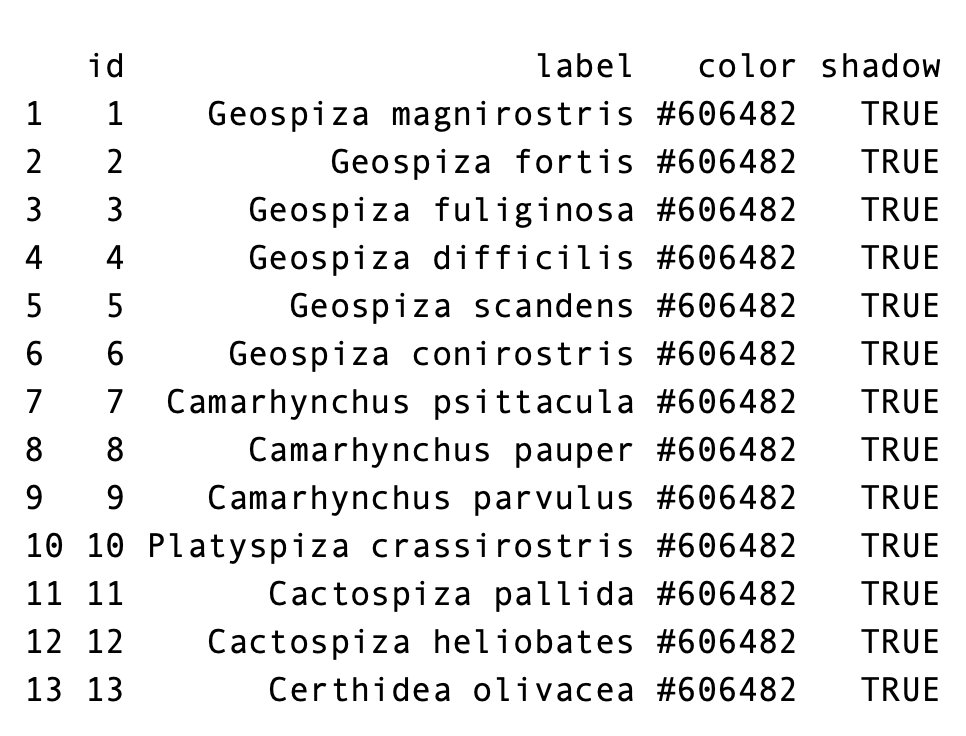 id label color shadow
1 1 Geospiza magnirostris #606482 TRUE
2 2 Geospiza fortis #606482 TRUE
3 3 Geospiza fuliginosa #606482 TRUE
4 4 Geospiza difficilis #606482 TRUE
5 5 Geospiza scandens #606482 TRUE
6 6 Geospiza conirostris #606482 TRUE
7 7 Camarhynchus psittacula #606482 TRUE
8 8 Camarhynchus pauper #606482 TRUE
9 9 Camarhynchus parvulus #606482 TRUE
10 10 Platyspiza crassirostris #606482 TRUE
11 11 Cactospiza pallida #606482 TRUE
12 12 Cactospiza heliobates #606482 TRUE
13 13 Certhidea olivacea #606482 TRUE